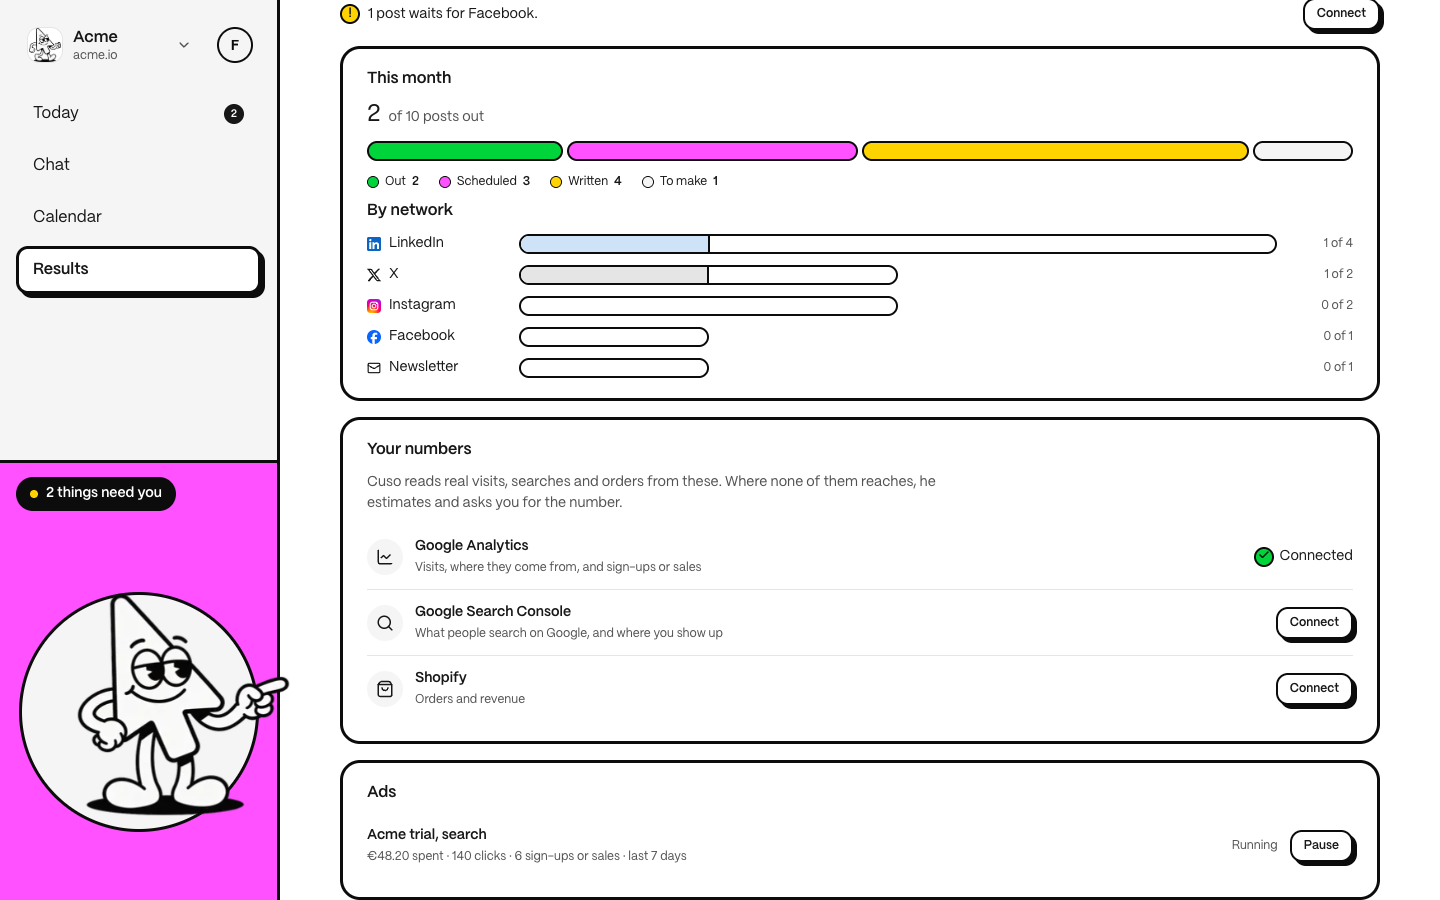 Acme
acme.io
F
Today 2
Chat
Calendar
Results
2 things need you
1 post waits for Facebook.
Connect
This month
2 of 10 posts out
Out 2 Scheduled 3 Written 4 To make 1
By network
LinkedIn 1 of 4
X 1 of 2
Instagram 0 of 2
Facebook 0 of 1
Newsletter 0 of 1
Your numbers
Cuso reads real visits, searches and orders from these. Where none of them reaches, he
estimates and asks you for the number.
Google Analytics
Visits, where they come from, and sign-ups or sales
Connected
Google Search Console
What people search on Google, and where you show up
Connect
Shopify
Orders and revenue
Connect
Ads
Acme trial, search
€48.20 spent · 140 clicks · 6 sign-ups or sales · last 7 days
Running
Pause